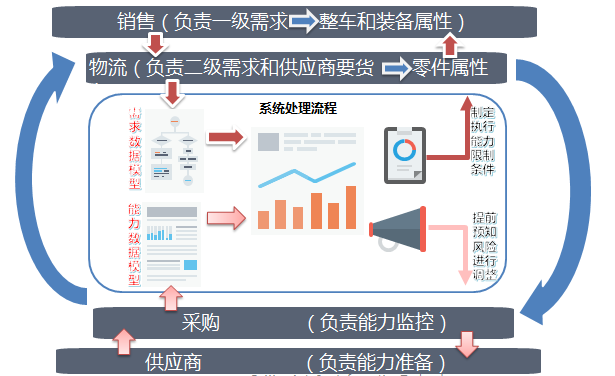 销售（负责一级需求 整车和装备属性）
物流（负责二级需求和供应商要货 零件属性
系统处理流程
需求数据模型
制定执行能力限制条件
能力数据模型
提前预知风险进行调整
采购 （负责能力监控）
供应商 （负责能力准备）